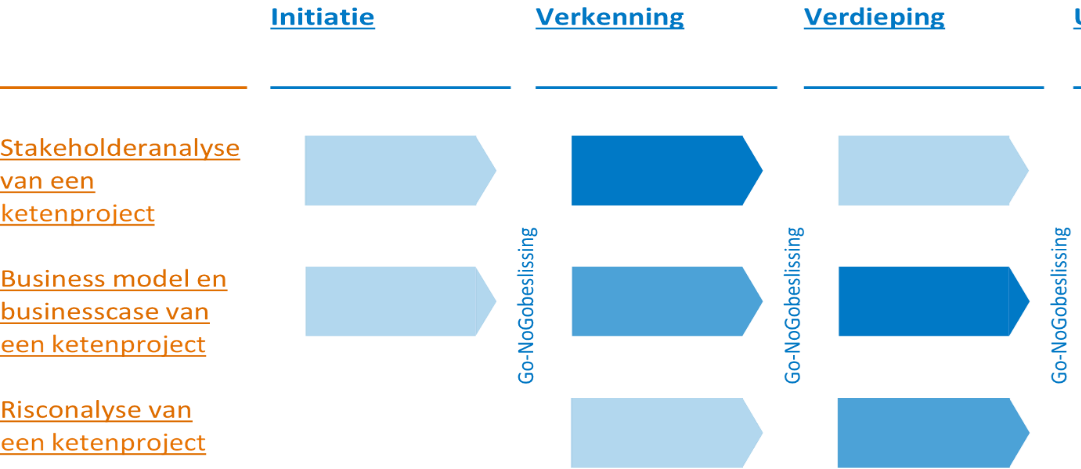 Initiatie
Verkenning
Verdieping
Stakeholderanalyse
van een
ketenproject
Go-NoGobeslissing
Go-NoGobeslissing
Go-NoGobeslissing
Business model en
businesscase van
een ketenproject
Risconalyse van
een ketenproject